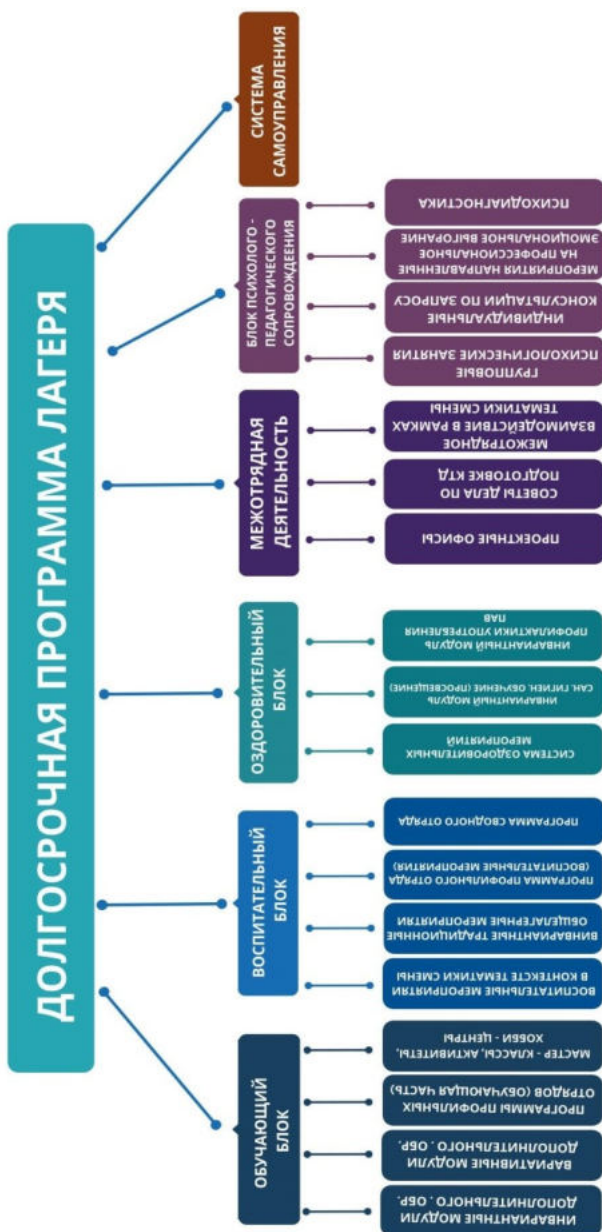 ДОЛГОСРОЧНАЯ ПРОГРАММА ЛАГЕРЯ
ОБУЧАЮЩИЙ
БЛОК
ИНВАРИАНТНЫЕ МОДУЛИ
ДОПОЛНИТЕЛЬНОГО . ОБР.
ВАРИАТИВНЫЕ МОДУЛИ
ДОПОЛНИТЕЛЬНОГО . ОБР.
ПРОГРАММЫ ПРОФИЛЬНЫХ
ОТРЯДОВ (ОБУЧАЮЩАЯ ЧАСТЬ)
МАСТЕР - КЛАССЫ, АКТИВИТЕТЫ,
ХОББИ - ЦЕНТРЫ
ВОСПИТАТЕЛЬНЫЙ
БЛОК
ВОСПИТАТЕЛЬНЫЕ МЕРОПРИЯТИЯ
В КОНТЕКСТЕ ТЕМАТИКИ СМЕНЫ
ВИНВАРИАНТНЫЕ ТРАДИЦИОННЫЕ
ОБЩЕЛАГЕРНЫЕ МЕРОПРИЯТИЯ
ПРОГРАММА ПРОФИЛЬНОГО ОТРЯДА
(ВОСПИТАТЕЛЬНЫЕ МЕРОПРИЯТИЯ)
ПРОГРАММА СВОДНОГО ОТРЯДА
ОЗДОРОВИТЕЛЬНЫЙ
БЛОК
СИСТЕМА ОЗДОРОВИТЕЛЬНЫХ
МЕРОПРИЯТИЙ
ИНВАРИАНТНЫЙ МОДУЛЬ
САН. ГИГИЕН. ОБУЧЕНИЕ (ПРОСВЕЩЕНИЕ)
ИНВАРИАНТНЫЙ МОДУЛЬ
ПРОФИЛАКТИКИ УПОТРЕБЛЕНИЯ
ПАВ
МЕЖОТРЯДНАЯ
ДЕЯТЕЛЬНОСТЬ
ПРОЕКТНЫЕ ОФИСЫ
СОВЕТЫ ДЕЛА ПО
ПОДГОТОВКЕ КТД
МЕЖОТРЯДНОЕ
ВЗАИМОДЕЙСТВИЕ В РАМКАХ
ТЕМАТИКИ СМЕНЫ
БЛОК ПСИХОЛОГО -
ПЕДАГОГИЧЕСКОГО
СОПРОВОЖДЕЕНИЯ
ГРУППОВЫЕ
ПСИХОЛОГИЧЕСКИЕ ЗАНЯТИЯ
ИНДИВИДУАЛЬНЫЕ
КОНСУЛЬТАЦИИ ПО ЗАПРОСУ
МЕРОПРИЯТИЯ НАПРАВЛЕННЫЕ
НА ПРОФЕССИОНАЛЬНОЕ
ЭМОЦИОНАЛЬНОЕ ВЫГОРАНИЕ
ПСИХОДИАГНОСТИКА
СИСТЕМА
САМОУПРАВЛЕНИЯ